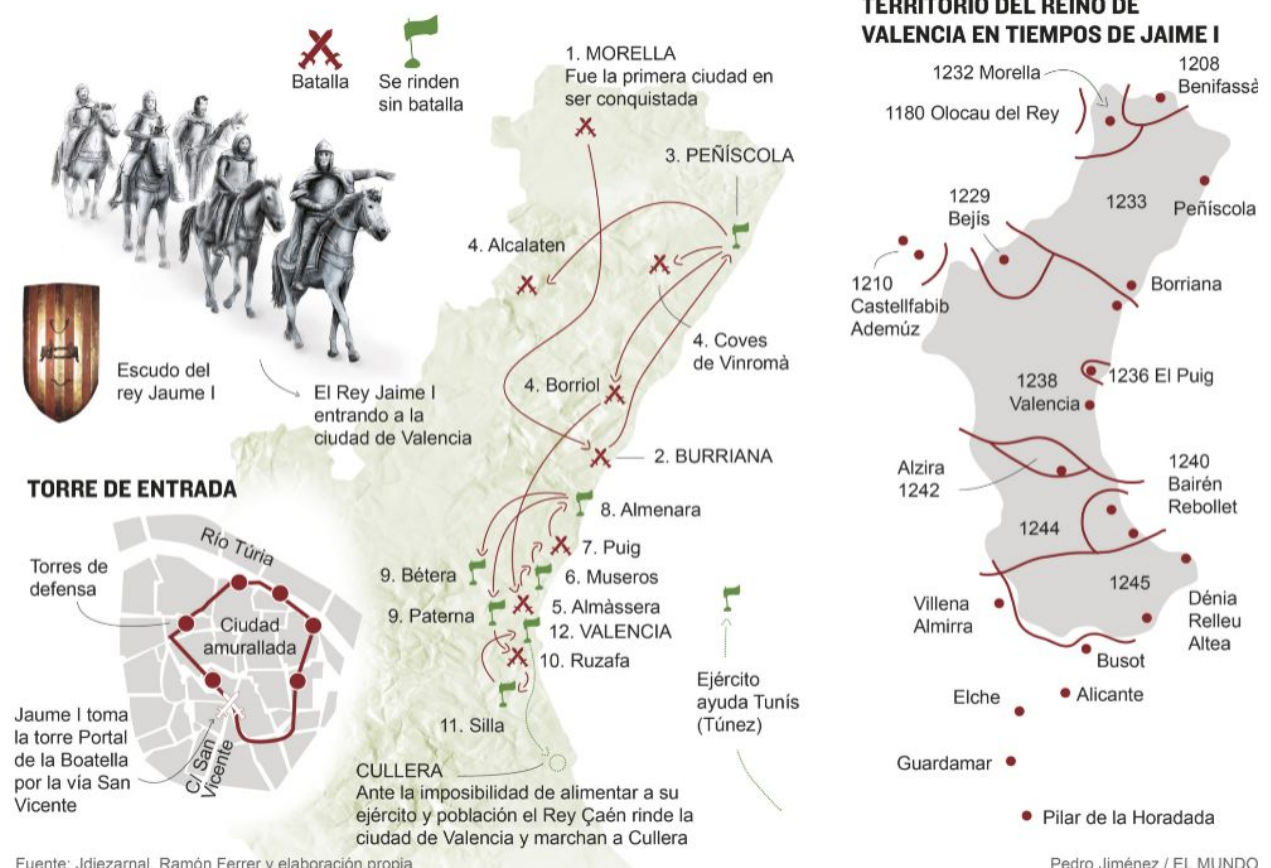 Batalla
Se rinden
sin batalla
1. MORELLA
Fue la primera ciudad en
ser conquistada
3. PEÑÍSCOLA
4. Alcalaten
4. Coves
de Vinromà
4. Borriol
2. BURRIANA
Escudo del
rey Jaume I
El Rey Jaime I
entrando a la
ciudad de Valencia
8. Almenara
7. Puig
9. Bétera
6. Museros
9. Paterna
5. Almàssera
12. VALENCIA
10. Ruzafa
11. Silla
Ejército
ayuda Tunís
(Túnez)
CULLERA
Ante la imposibilidad de alimentar a su
ejército y población el Rey Çaén rinde la
ciudad de Valencia y marchan a Cullera
TORRE DE ENTRADA
Río Túria
Torres de
defensa
Ciudad
amurallada
Jaume I toma
la torre Portal
de la Boatella
por la vía San
Vicente
C/ San
Vicente
TERRITORIO DEL REINO DE
VALENCIA EN TIEMPOS DE JAIME I
1232 Morella
1208
Benifassà
1180 Olocau del Rey
1233
Peñíscola
1229
Bejís
1210
Castellfabib
Ademúz
Borriana
1236 El Puig
1238
Valencia
Alzira
1242
1240
Bairén
Rebollet
1244
1245
Villena
Almirra
Dénia
Relleu
Altea
Busot
Elche
Alicante
Guardamar
Pilar de la Horadada
Fuente: Jdiezarnal, Ramón Ferrer y elaboración propia
Pedro Jiménez / EL MUNDO